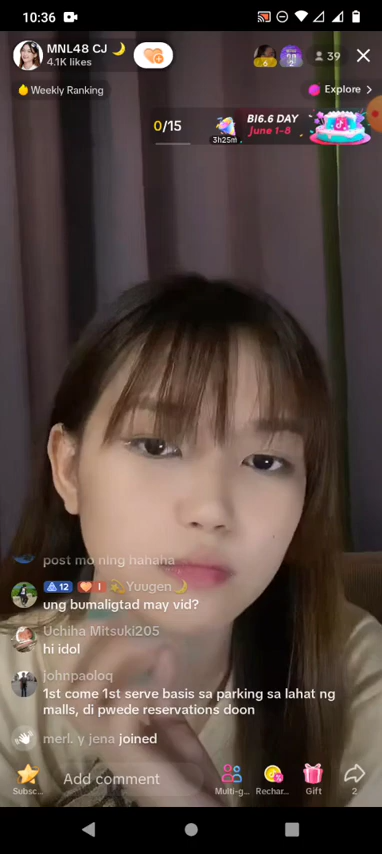 10:36
MNL48 CJ 🌙
4.1K likes
39
Weekly Ranking
Explore >
0/15
3h25m
BI6.6 DAY
June 1-8
post mo ning hahaha
12 I 💫Yuugen🌙
ung bumaligtad may vid?
Uchiha Mitsuki205
hi idol
johnpaoloq
1st come 1st serve basis sa parking sa lahat ng
malls, di pwede reservations doon
merl. y jena joined
Add comment
Subsc...
Multi-g...
Rechar...
Gift
2